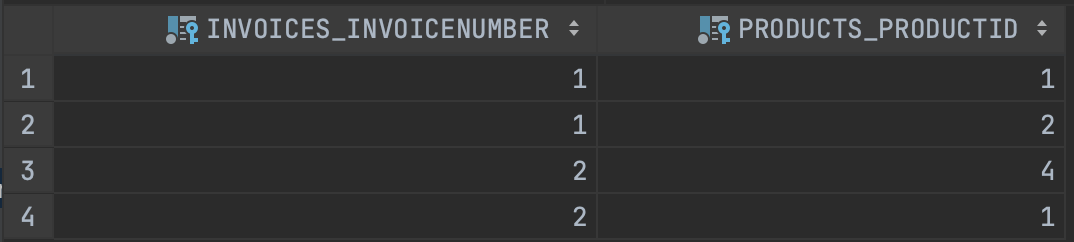 INVOICES_INVOICENUMBER PRODUCTS_PRODUCTID
1 1 1
2 1 2
3 2 4
4 2 1